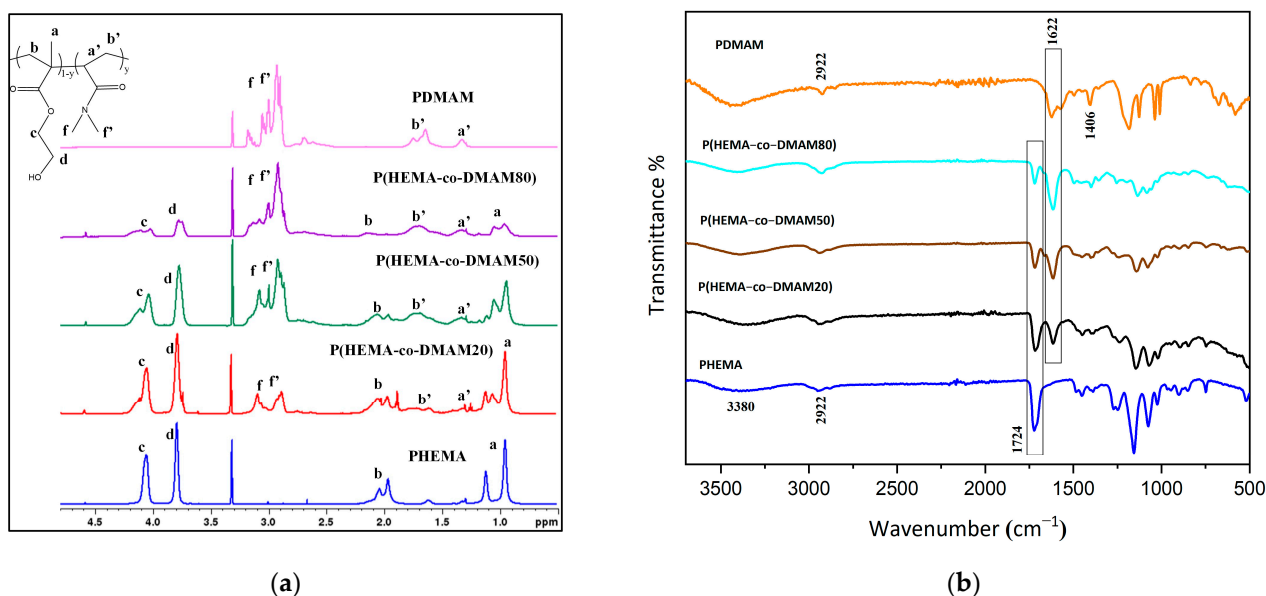 a
b
b’
a’
1-y
y
O
O
O
N
c
f
f’
d
HO
f
f’
PDMAM
b’
a’
P(HEMA-co-DMAM80)
f
f’
c
d
b
b’
a’
a
P(HEMA-co-DMAM50)
f
f’
c
d
b
b’
a’
a
P(HEMA-co-DMAM20)
c
d
f
f’
b
b’
a’
a
PHEMA
c
d
b
a
4.5 4.0 3.5 3.0 2.5 2.0 1.5 1.0 ppm
(a)
PDMAM
2922
1622
1406
P(HEMA−co−DMAM80)
P(HEMA−co−DMAM50)
P(HEMA−co−DMAM20)
PHEMA
3380
2922
1724
Transmittance %
3500 3000 2500 2000 1500 1000 500
Wavenumber (cm−1)
(b)